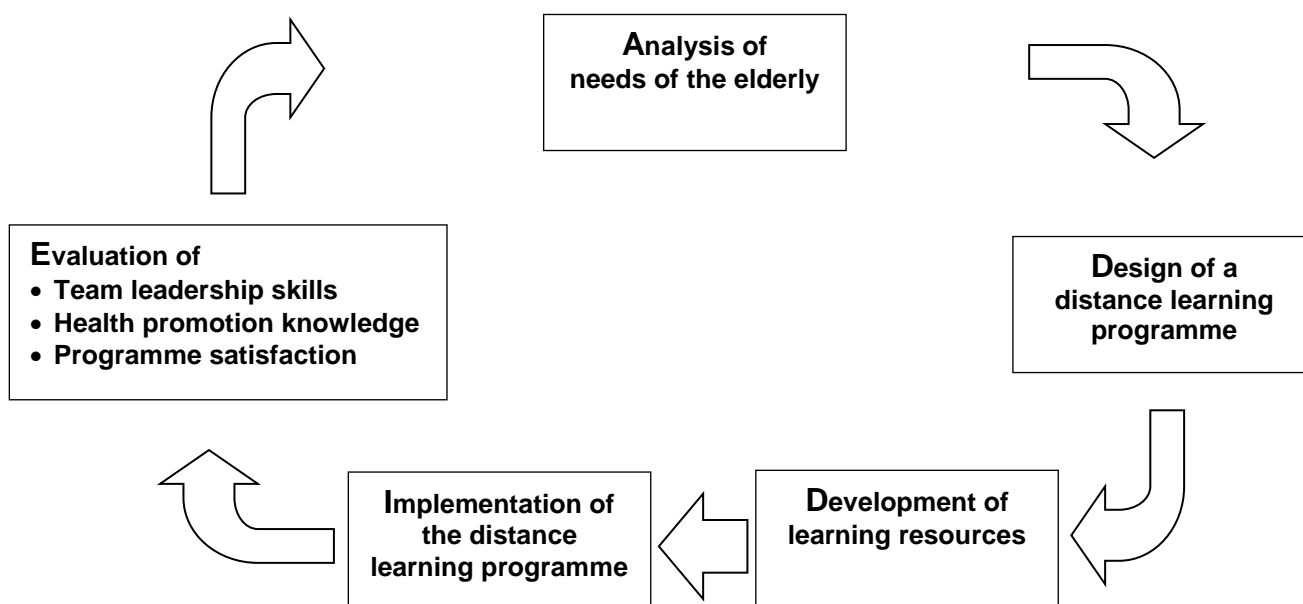 Analysis of
needs of the elderly
Design of a
distance learning
programme
Development of
learning resources
Implementation of
the distance
learning programme
Evaluation of
• Team leadership skills
• Health promotion knowledge
• Programme satisfaction